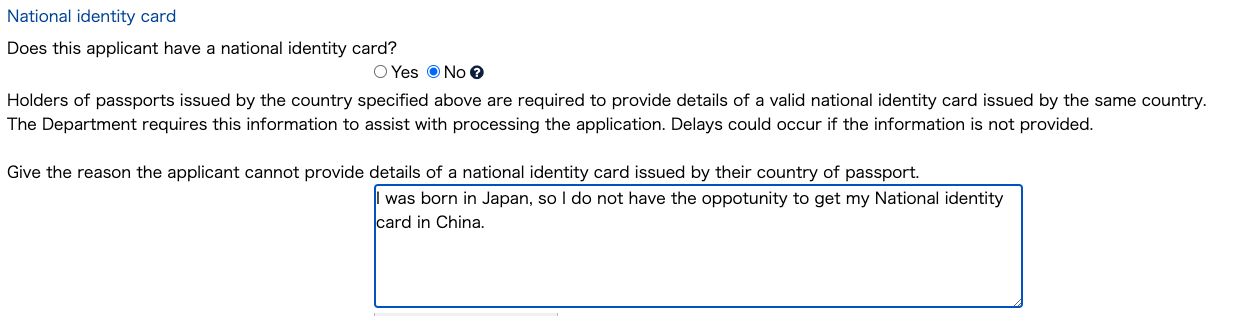 National identity card
Does this applicant have a national identity card?
Yes No ?
Holders of passports issued by the country specified above are required to provide details of a valid national identity card issued by the same country.
The Department requires this information to assist with processing the application. Delays could occur if the information is not provided.
Give the reason the applicant cannot provide details of a national identity card issued by their country of passport.
I was born in Japan, so I do not have the oppotunity to get my National identity
card in China.